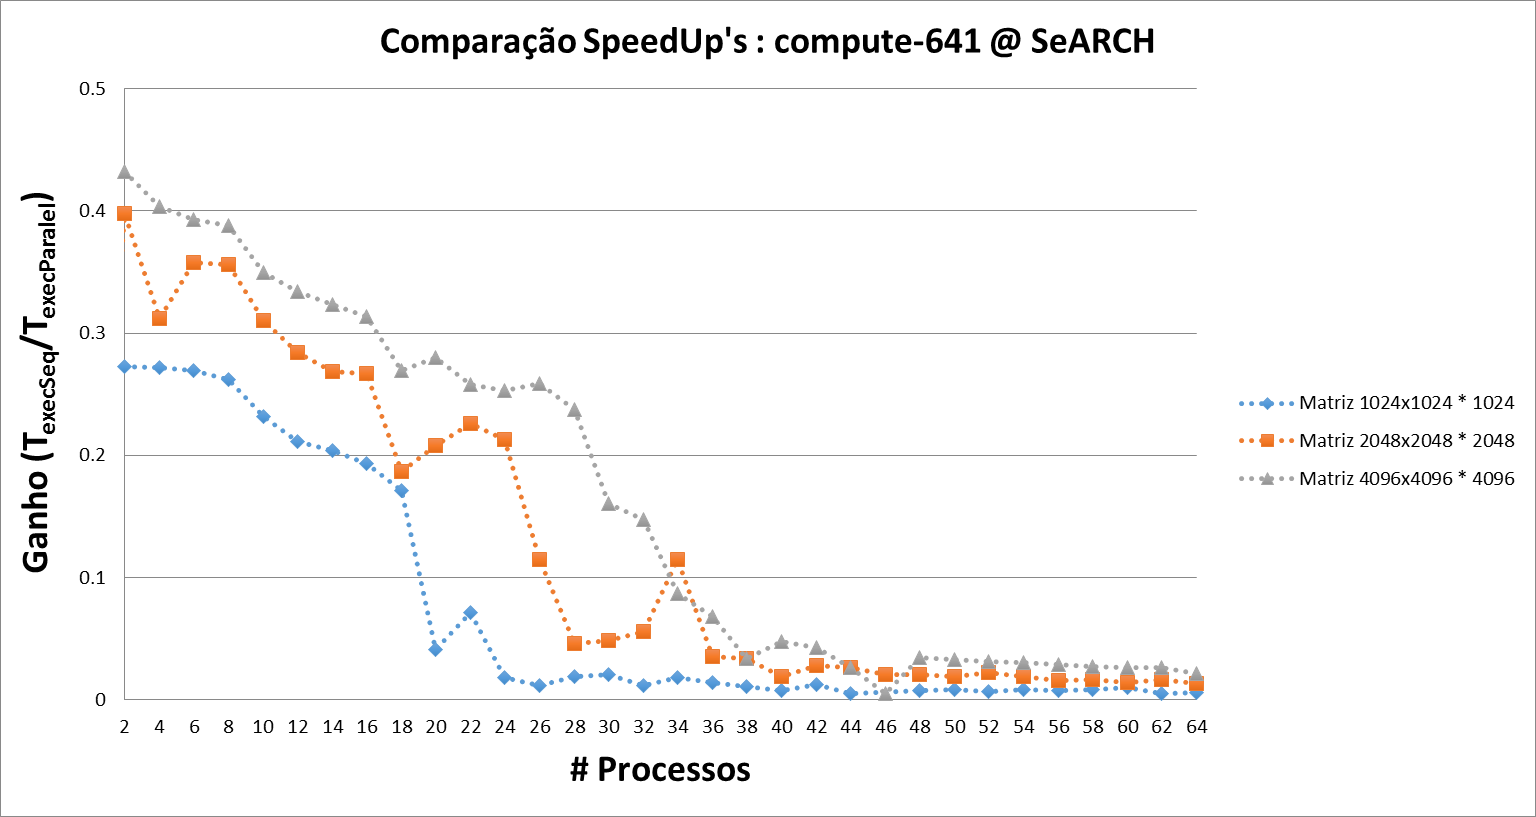 Comparação SpeedUp's : compute-641 @ SeARCH
Ganho (TexecSeq/TexecParalel)
0.5
0.4
0.3
0.2
0.1
0
2 4 6 8 10 12 14 16 18 20 22 24 26 28 30 32 34 36 38 40 42 44 46 48 50 52 54 56 58 60 62 64
# Processos
Matriz 1024x1024 * 1024
Matriz 2048x2048 * 2048
Matriz 4096x4096 * 4096